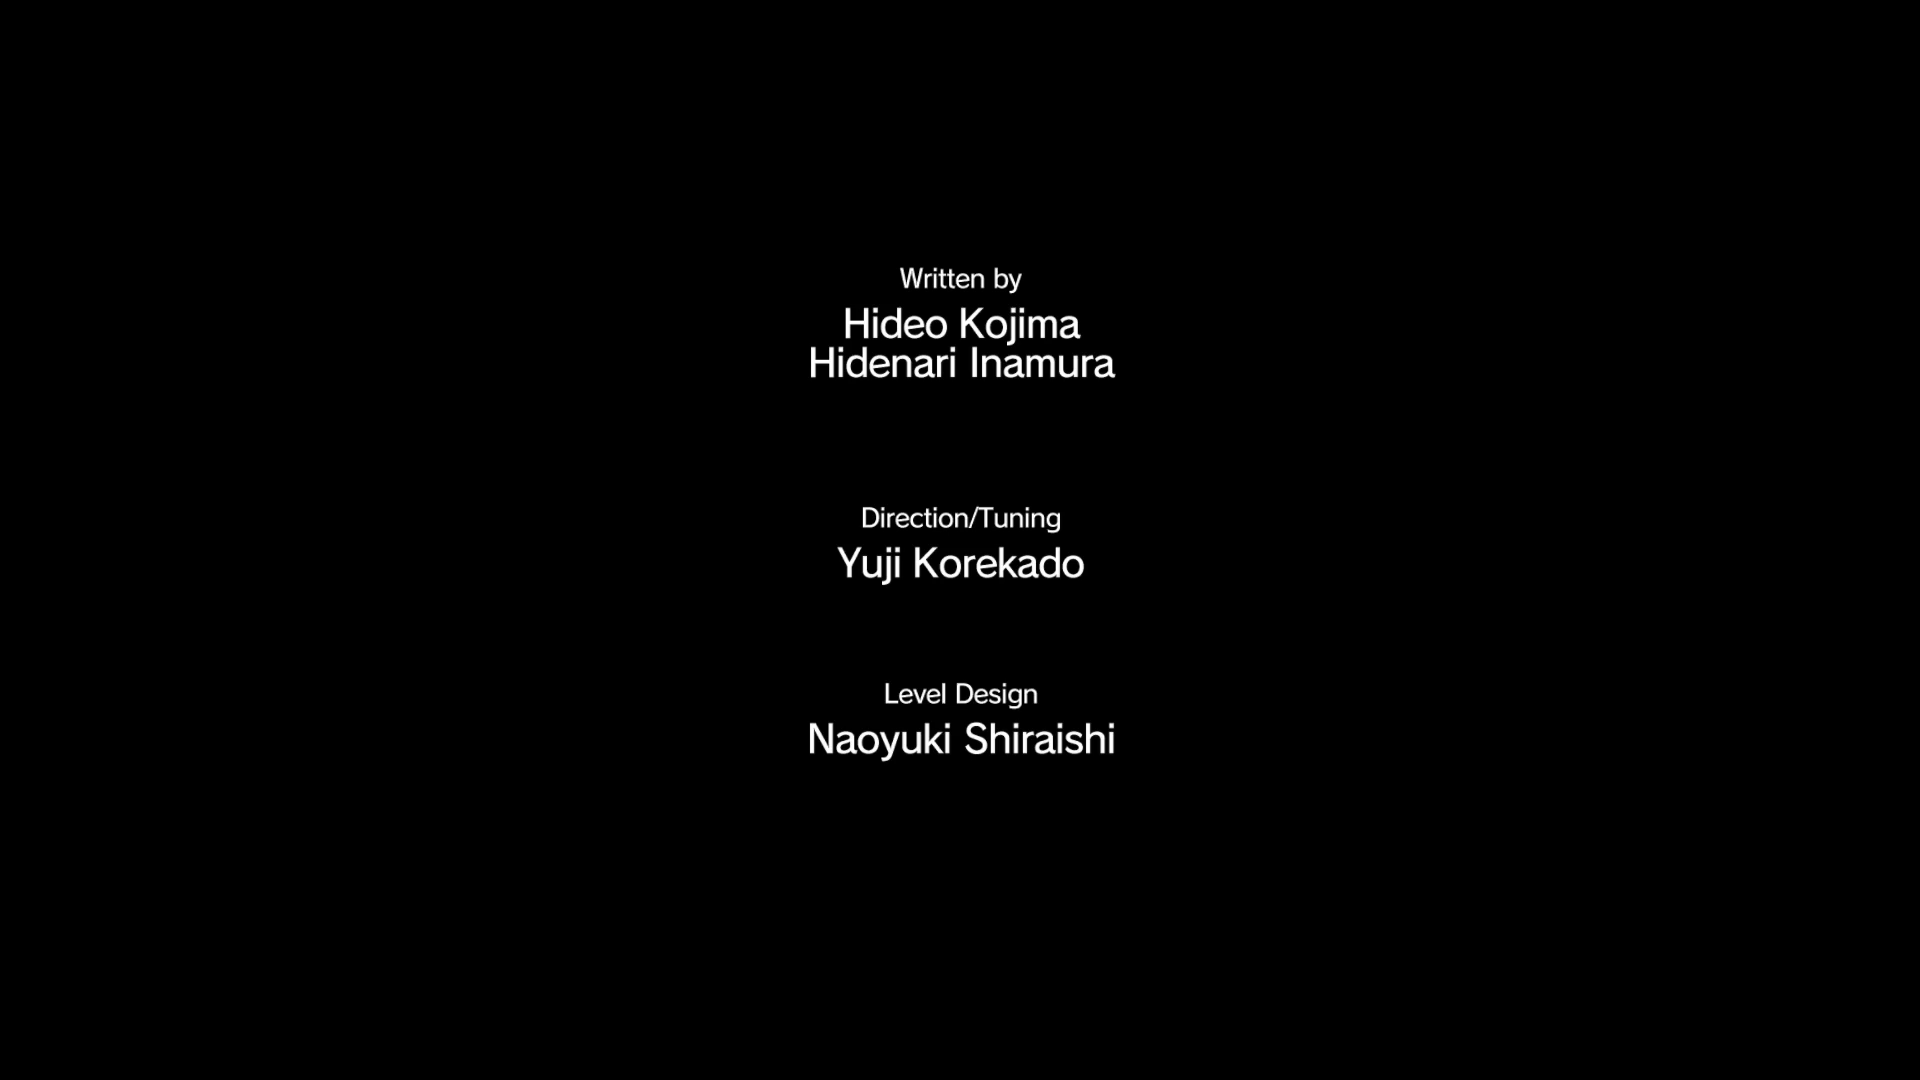 Written by
Hideo Kojima
Hidenari Inamura
Direction/Tuning
Yuji Korekado
Level Design
Naoyuki Shiraishi